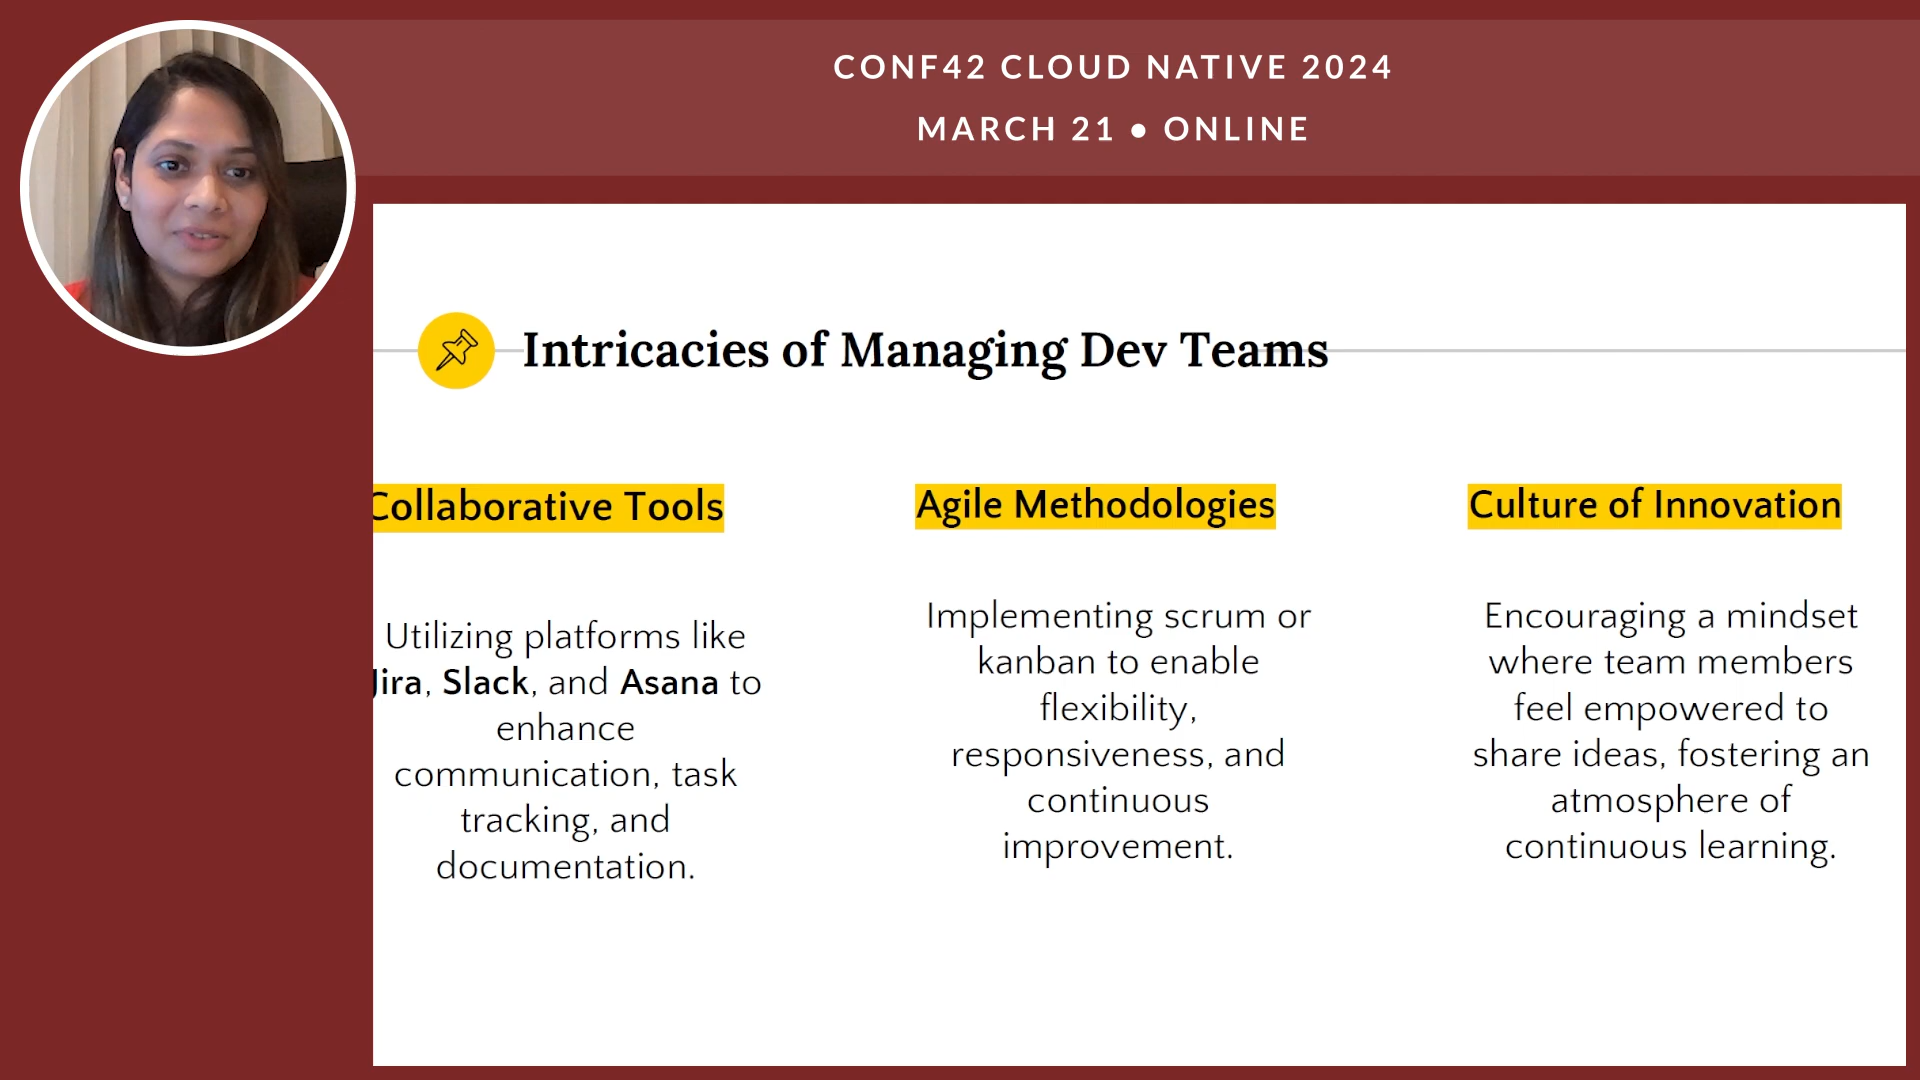 CONF42 CLOUD NATIVE 2024
MARCH 21 • ONLINE
Intricacies of Managing Dev Teams
Collaborative Tools
Utilizing platforms like
Jira, Slack, and Asana to
enhance
communication, task
tracking, and
documentation.
Agile Methodologies
Implementing scrum or
kanban to enable
flexibility,
responsiveness, and
continuous
improvement.
Culture of Innovation
Encouraging a mindset
where team members
feel empowered to
share ideas, fostering an
atmosphere of
continuous learning.